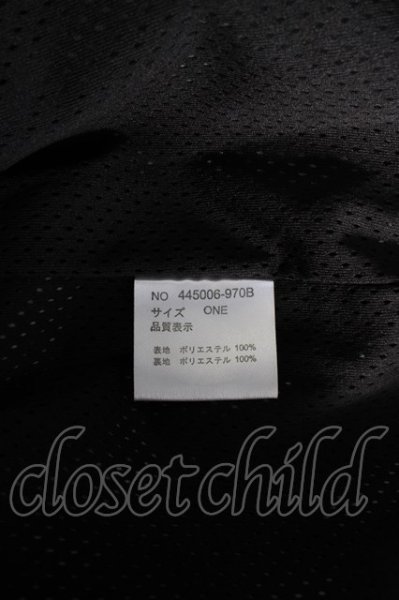 NO 445006-970B
サイズ ONE
品質表示
表地 ポリエステル 100%
裏地 ポリエステル 100%
closet child